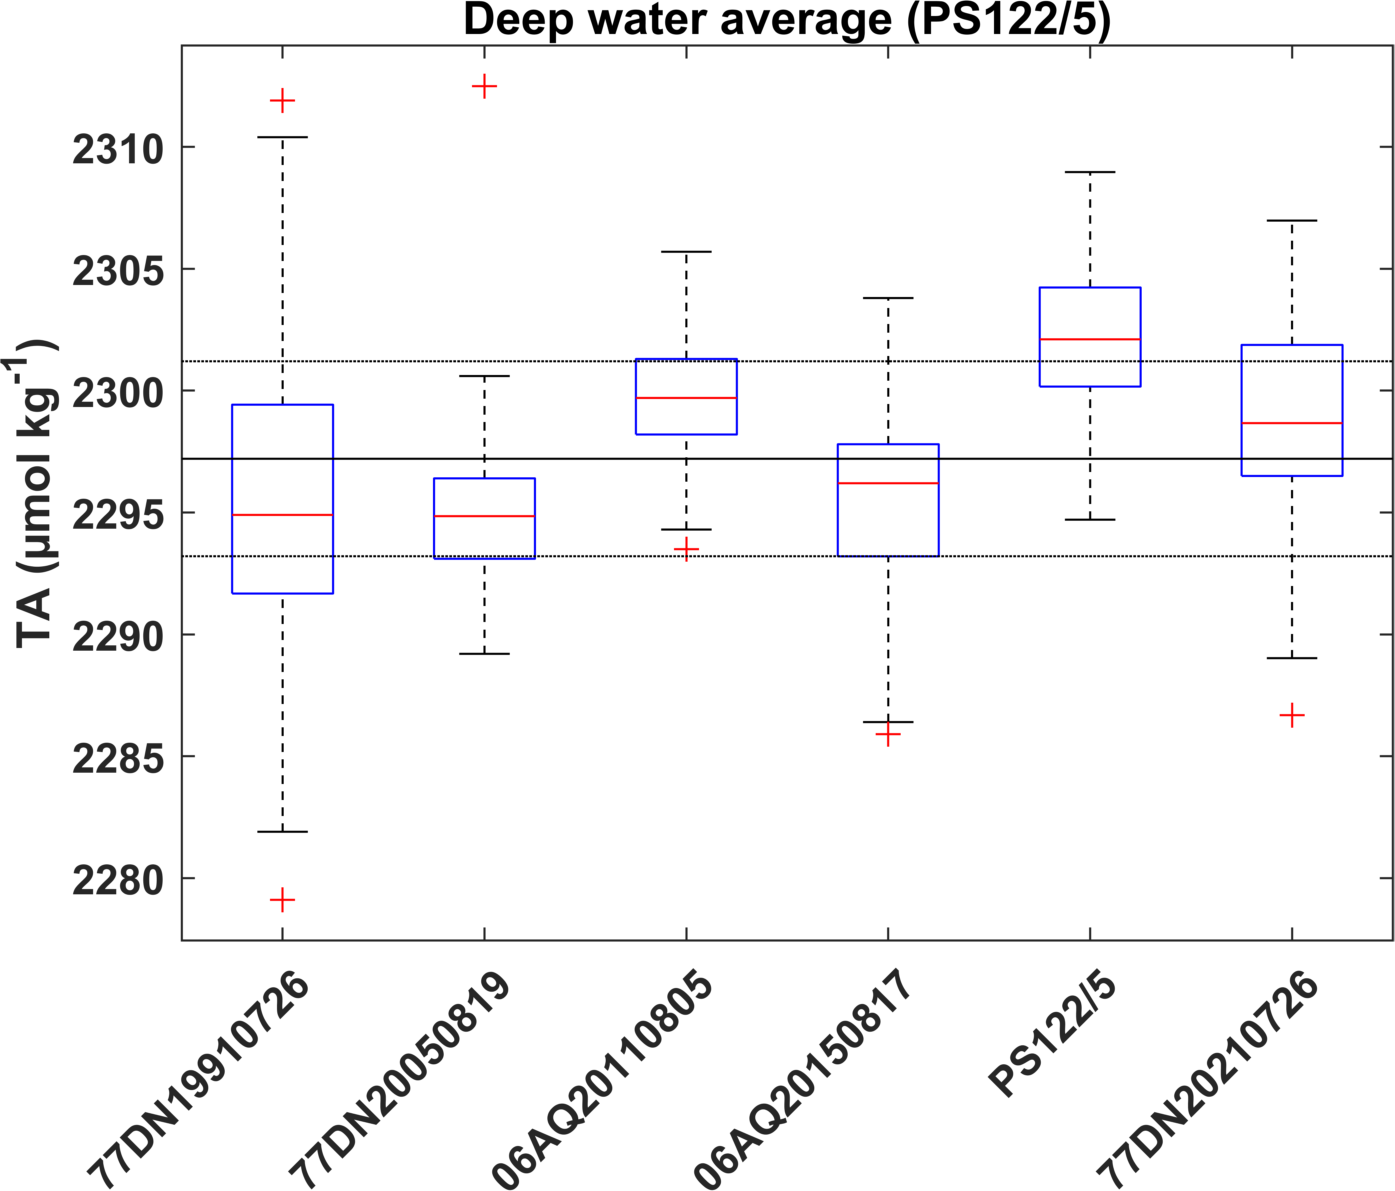 Deep water average (PS122/5)
TA (µmol kg⁻¹)
2310
2305
2300
2295
2290
2285
2280
77DN19910726
77DN20050819
06AQ20110805
06AQ20150817
PS122/5
77DN20210726